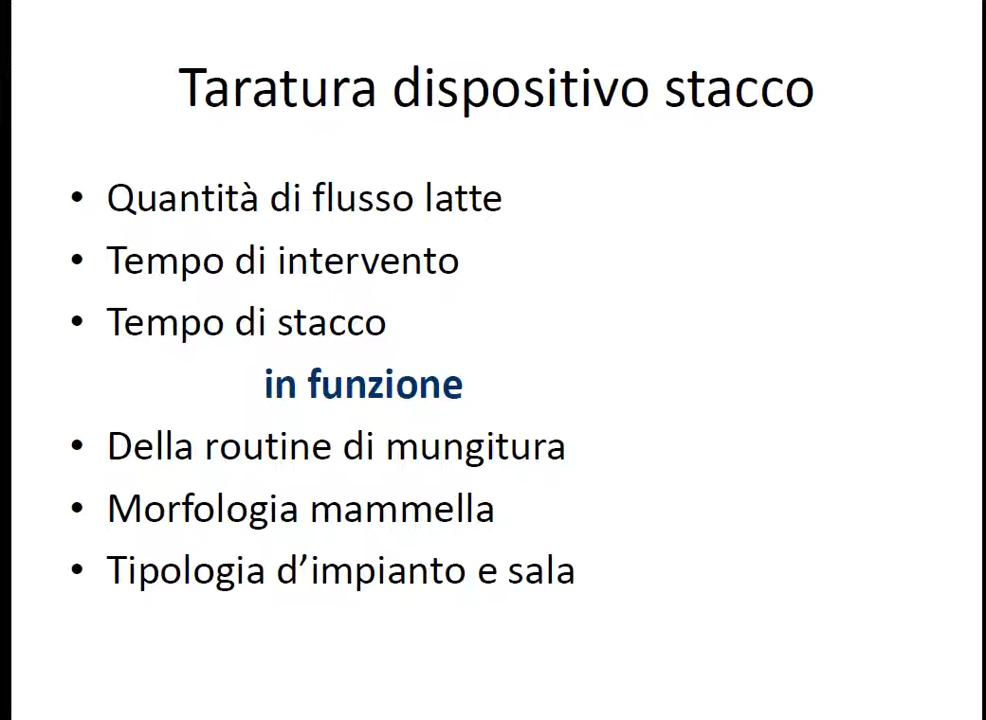 Taratura dispositivo stacco
• Quantità di flusso latte
• Tempo di intervento
• Tempo di stacco
in funzione
• Della routine di mungitura
• Morfologia mammella
• Tipologia d’impianto e sala